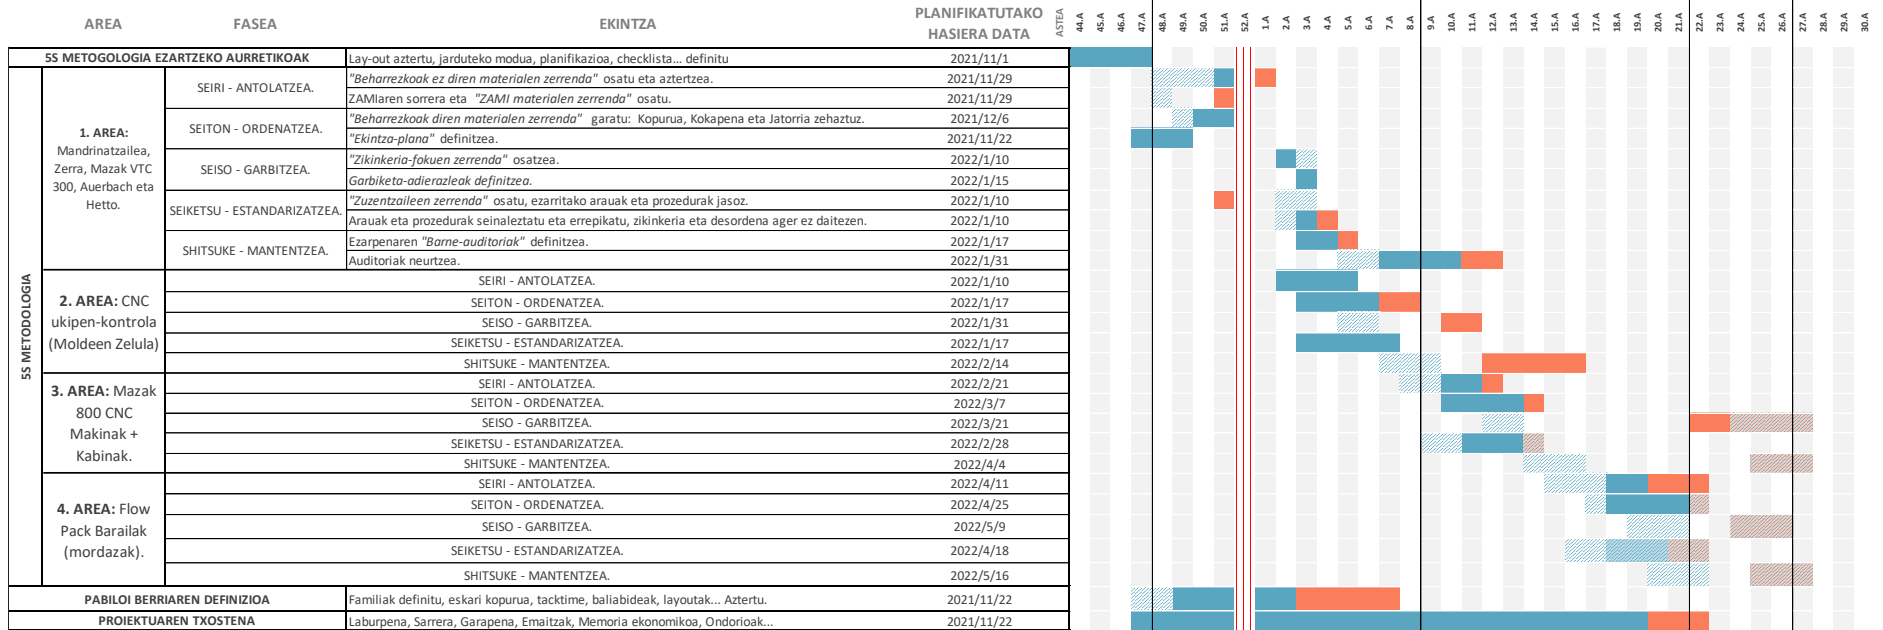 AREA FASEA EKINTZA PLANIFIKATUTAKO HASIERA DATA ASTEA 44.A 45.A 46.A 47.A 48.A 49.A 50.A 51.A 52.A 1.A 2.A 3.A 4.A 5.A 6.A 7.A 8.A 9.A 10.A 11.A 12.A 13.A 14.A 15.A 16.A 17.A 18.A 19.A 20.A 21.A 22.A 23.A 24.A 25.A 26.A 27.A 28.A 29.A 30.A
5S METOGOLOGIA EZARTZEKO AURRETIKOAK Lay-out aztertu, jarduteko modua, planifikazioa, checklista... definitu 2021/11/1
5S METODOLOGIA
1. AREA:
Mandrinatzailea,
Zerra, Mazak VTC
300, Auerbach eta
Hetto.
SEIRI - ANTOLATZEA.
"Beharrezkoak ez diren materialen zerrenda" osatu eta aztertzea. 2021/11/29
ZAMIaren sorrera eta "ZAMI materialen zerrenda" osatu. 2021/11/29
SEITON - ORDENATZEA.
"Beharrezkoak diren materialen zerrenda" garatu: Kopurua, Kokapena eta Jatorria zehaztuz. 2021/12/6
"Ekintza-plana" definitzea. 2021/11/22
SEISO - GARBITZEA.
"Zikinkeria-fokuen zerrenda" osatzea. 2022/1/10
Garbiketa-adierazleak definitzea. 2022/1/15
SEIKETSU - ESTANDARIZATZEA.
"Zuzentzaileen zerrenda" osatu, ezarritako arauak eta prozedurak jasoz. 2022/1/10
Arauak eta prozedurak seinaleztatu eta errepikatu, zikinkeria eta desordena ager ez daitezen. 2022/1/10
SHITSUKE - MANTENTZEA.
Ezarpenaren "Barne-auditoriak" definitzea. 2022/1/17
Auditoriak neurtzea. 2022/1/31
2. AREA: CNC
ukipen-kontrola
(Moldeen Zelula)
SEIRI - ANTOLATZEA. 2022/1/10
SEITON - ORDENATZEA. 2022/1/17
SEISO - GARBITZEA. 2022/1/31
SEIKETSU - ESTANDARIZATZEA. 2022/1/17
SHITSUKE - MANTENTZEA. 2022/2/14
3. AREA: Mazak
800 CNC
Makinak +
Kabinak.
SEIRI - ANTOLATZEA. 2022/2/21
SEITON - ORDENATZEA. 2022/3/7
SEISO - GARBITZEA. 2022/3/21
SEIKETSU - ESTANDARIZATZEA. 2022/2/28
SHITSUKE - MANTENTZEA. 2022/4/4
4. AREA: Flow
Pack Barailak
(mordazak).
SEIRI - ANTOLATZEA. 2022/4/11
SEITON - ORDENATZEA. 2022/4/25
SEISO - GARBITZEA. 2022/5/9
SEIKETSU - ESTANDARIZATZEA. 2022/4/18
SHITSUKE - MANTENTZEA. 2022/5/16
PABILOI BERRIAREN DEFINIZIOA Familiak definitu, eskari kopurua, tacktime, baliabideak, layoutak... Aztertu. 2021/11/22
PROIEKTUAREN TXOSTENA Laburpena, Sarrera, Garapena, Emaitzak, Memoria ekonomikoa, Ondorioak... 2021/11/22